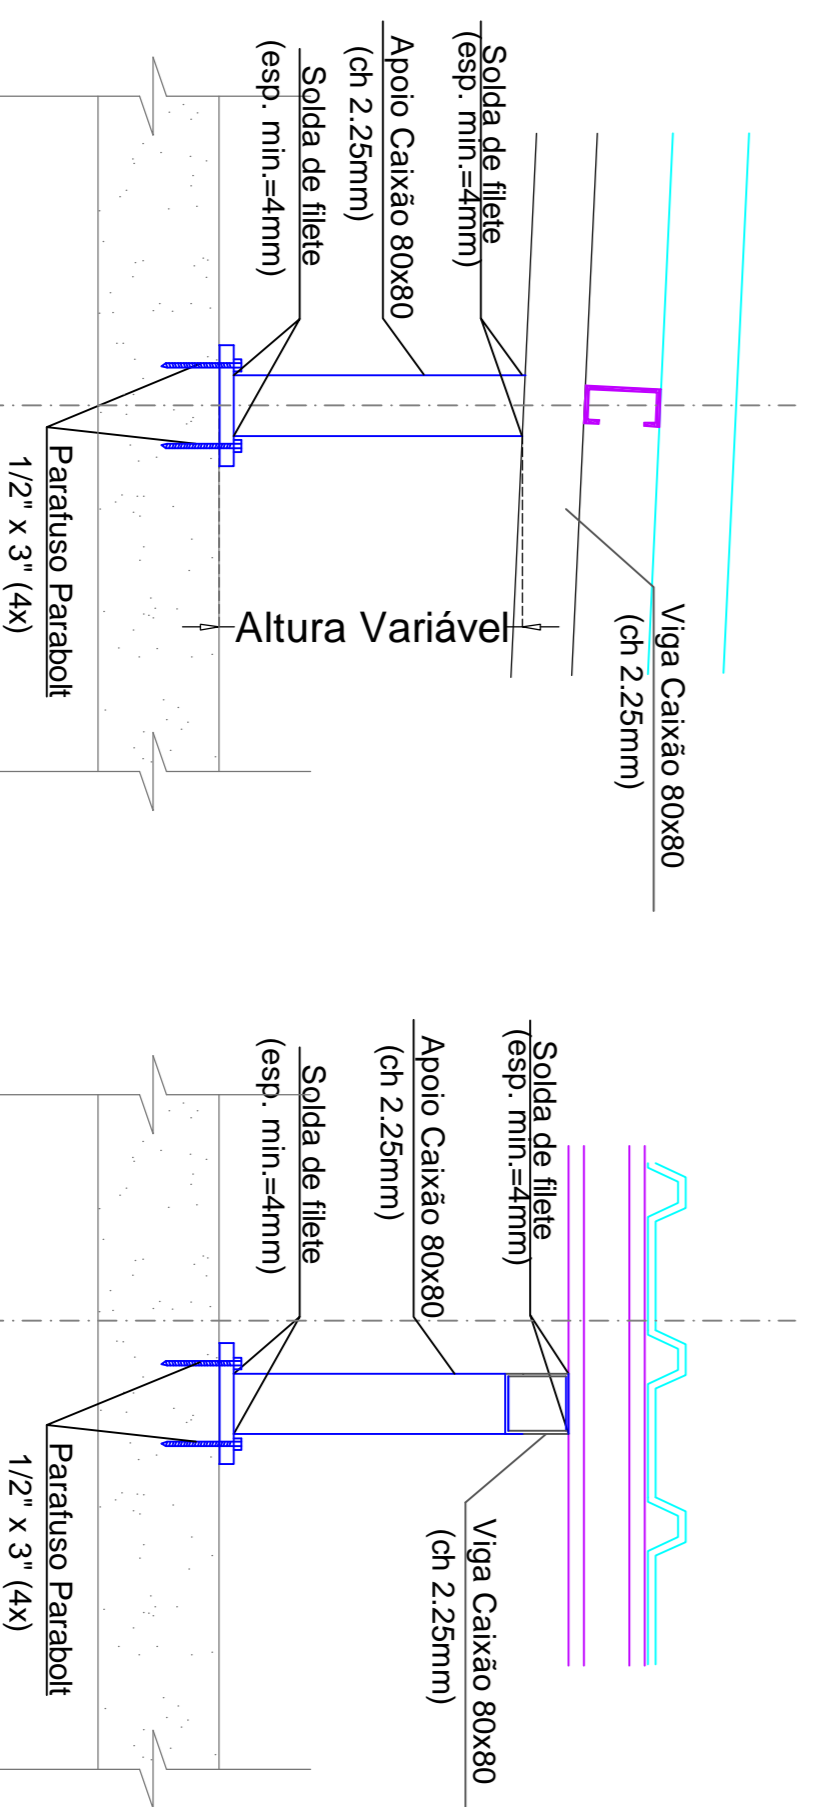 Solda de filete
(esp. min.=4mm)
Apoio Caixão 80x80
(ch 2.25mm)
Solda de filete
(esp. min.=4mm)
Viga Caixão 80x80
(ch 2.25mm)
Altura Variável
Parafuso Parabolt
1/2" x 3" (4x)
Solda de filete
(esp. min.=4mm)
Apoio Caixão 80x80
(ch 2.25mm)
Solda de filete
(esp. min.=4mm)
Viga Caixão 80x80
(ch 2.25mm)
Parafuso Parabolt
1/2" x 3" (4x)